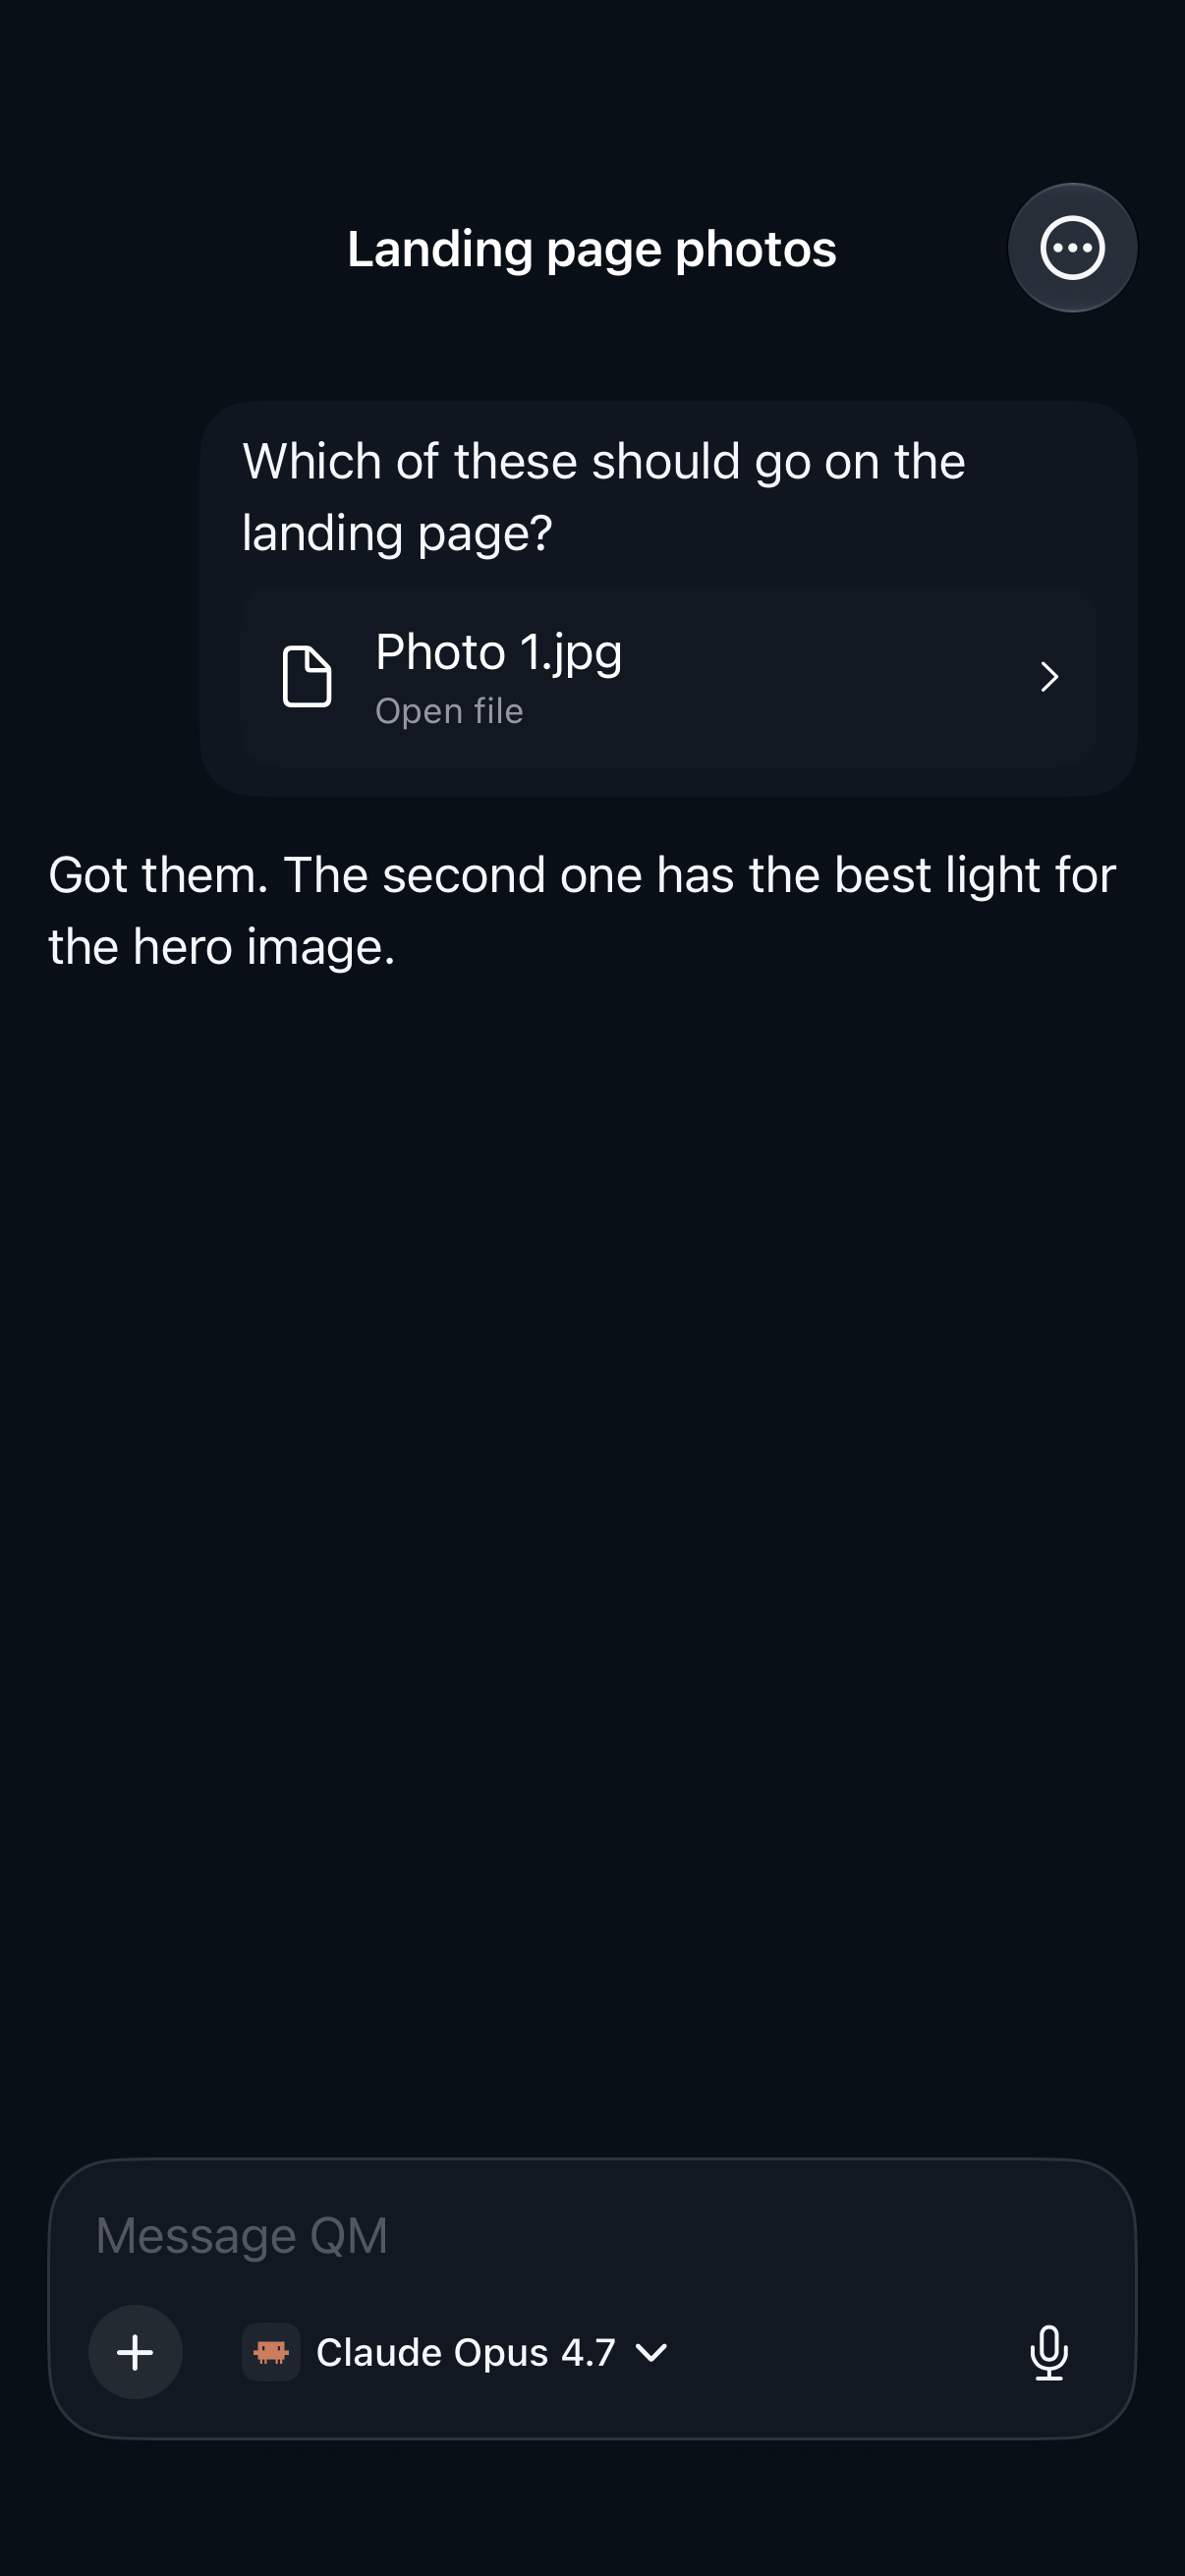 Landing page photos
Which of these should go on the
landing page?
Photo 1.jpg
Open file
Got them. The second one has the best light for
the hero image.
Message QM
Claude Opus 4.7